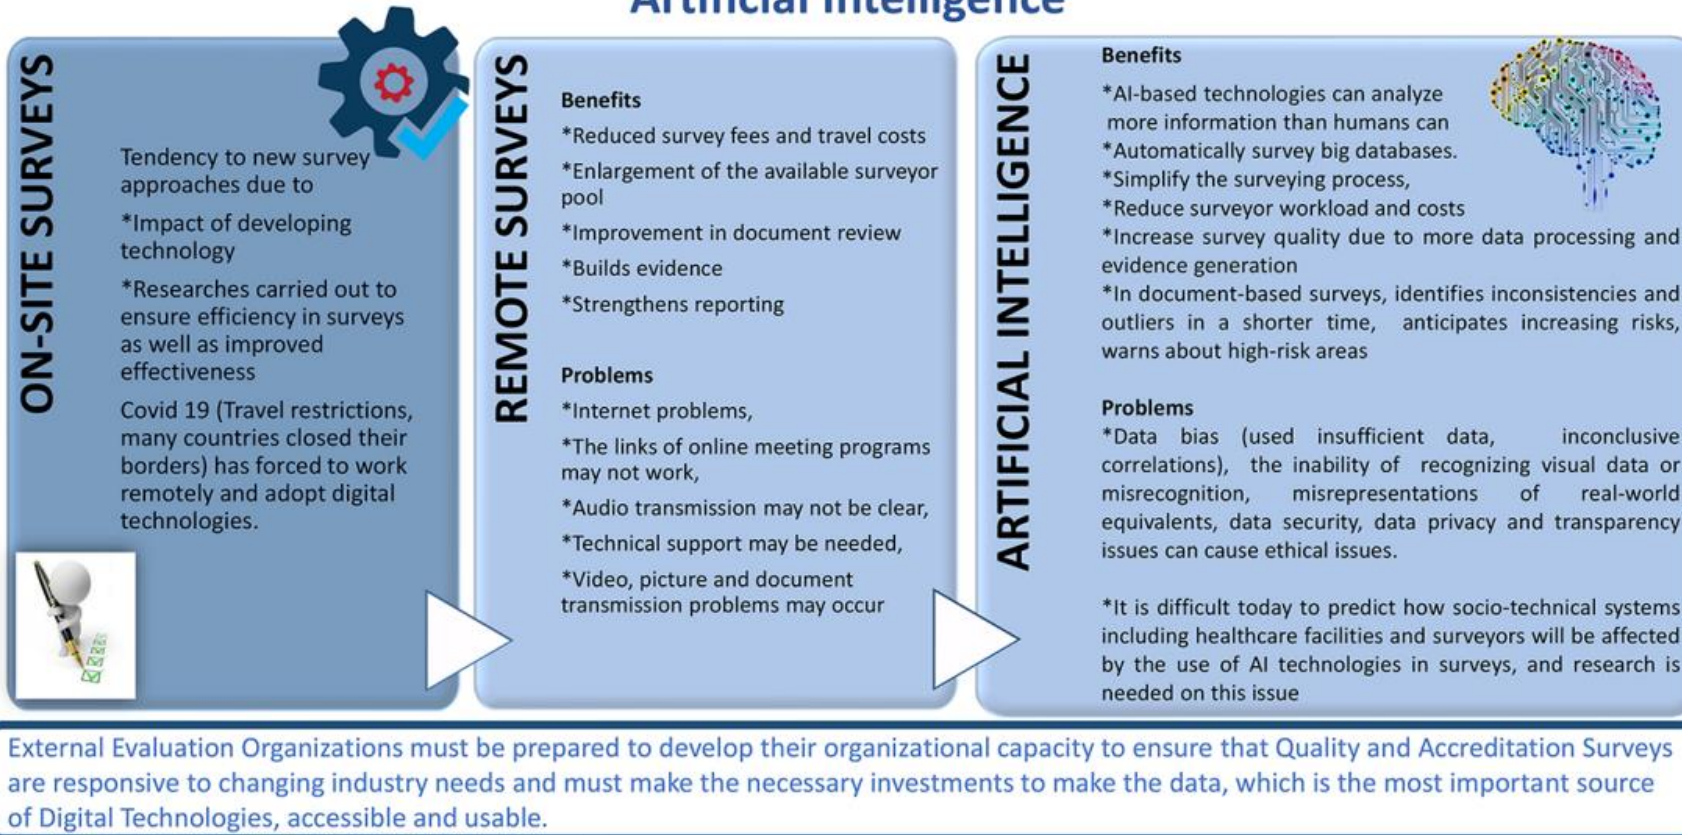 Artificial Intelligence
ON-SITE SURVEYS
Tendency to new survey
approaches due to
*Impact of developing
technology
*Researches carried out to
ensure efficiency in surveys
as well as improved
effectiveness
Covid 19 (Travel restrictions,
many countries closed their
borders) has forced to work
remotely and adopt digital
technologies.
REMOTE SURVEYS
Benefits
*Reduced survey fees and travel costs
*Enlargement of the available surveyor
pool
*Improvement in document review
*Builds evidence
*Strengthens reporting
Problems
*Internet problems,
*The links of online meeting programs
may not work,
*Audio transmission may not be clear,
*Technical support may be needed,
*Video, picture and document
transmission problems may occur
ARTIFICIAL INTELLIGENCE
Benefits
*AI-based technologies can analyze
more information than humans can
*Automatically survey big databases.
*Simplify the surveying process,
*Reduce surveyor workload and costs
*Increase survey quality due to more data processing and
evidence generation
*In document-based surveys, identifies inconsistencies and
outliers in a shorter time, anticipates increasing risks,
warns about high-risk areas
Problems
*Data bias (used insufficient data, inconclusive
correlations), the inability of recognizing visual data or
misrecognition, misrepresentations of real-world
equivalents, data security, data privacy and transparency
issues can cause ethical issues.
*It is difficult today to predict how socio-technical systems
including healthcare facilities and surveyors will be affected
by the use of AI technologies in surveys, and research is
needed on this issue
External Evaluation Organizations must be prepared to develop their organizational capacity to ensure that Quality and Accreditation Surveys
are responsive to changing industry needs and must make the necessary investments to make the data, which is the most important source
of Digital Technologies, accessible and usable.